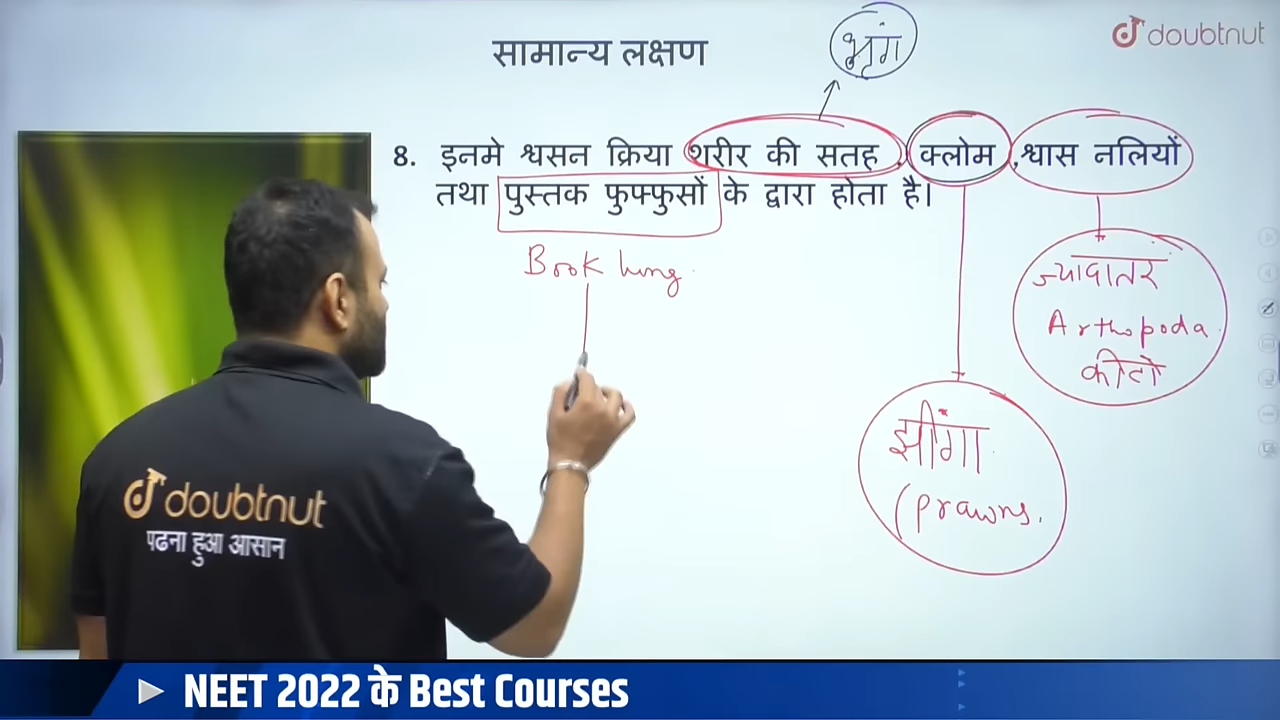 सामान्य लक्षण
भृंग
doubtnut
8. इनमे श्वसन क्रिया शरीर की सतह , क्लोम ,श्वास नलियों
तथा पुस्तक फुफ्फुसों के द्वारा होता है।
Book lung
ज्यादातर
Arthopoda
कीटो
झींगा
(prawns.
doubtnut
पढना हुआ आसान
NEET 2022 के Best Courses